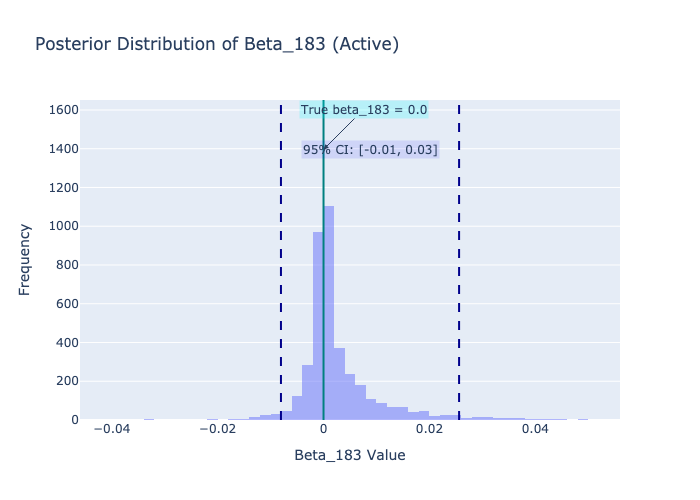 Posterior Distribution of Beta_183 (Active)
True beta_183 = 0.0
95% CI: [-0.01, 0.03]
Frequency
1600
1400
1200
1000
800
600
400
200
0
−0.04
−0.02
0
0.02
0.04
Beta_183 Value